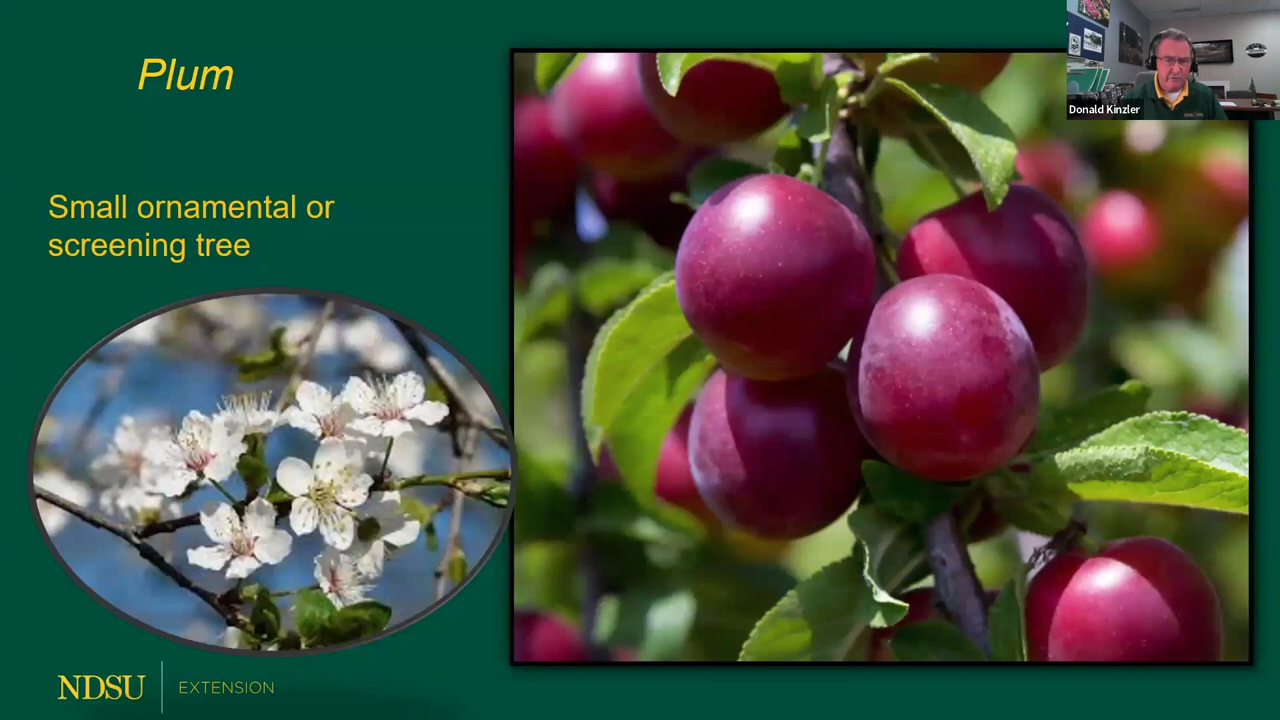 Plum
Donald Kinzler
Small ornamental or
screening tree
NDSU
EXTENSION